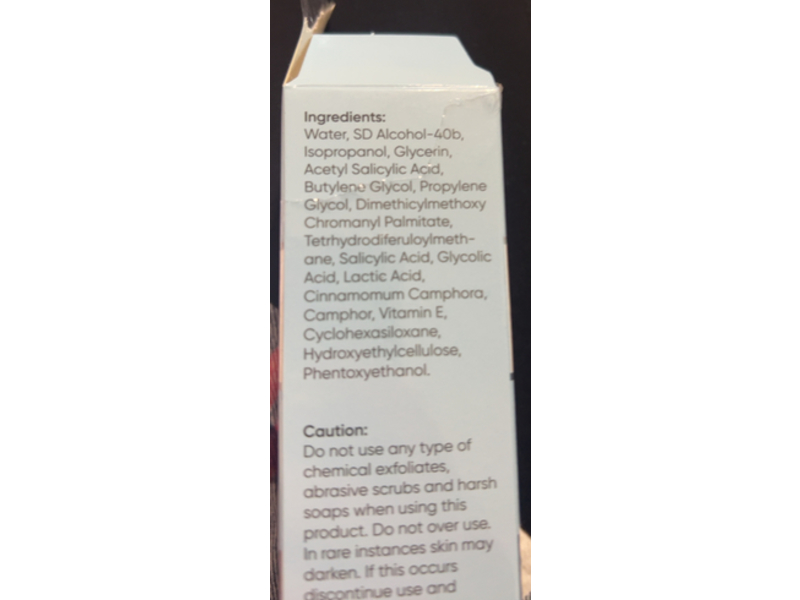 Ingredients:
Water, SD Alcohol-40b,
Isopropanol, Glycerin,
Acetyl Salicylic Acid,
Butylene Glycol, Propylene
Glycol, Dimethicylmethoxy
Chromanyl Palmitate,
Tetrhydrodiferuloylmeth-
ane, Salicylic Acid, Glycolic
Acid, Lactic Acid,
Cinnamomum Camphora,
Camphor, Vitamin E,
Cyclohexasiloxane,
Hydroxyethylcellulose,
Phentoxyethanol.
Caution:
Do not use any type of
chemical exfoliates,
abrasive scrubs and harsh
soaps when using this
product. Do not over use.
In rare instances skin may
darken. If this occurs
discontinue use and